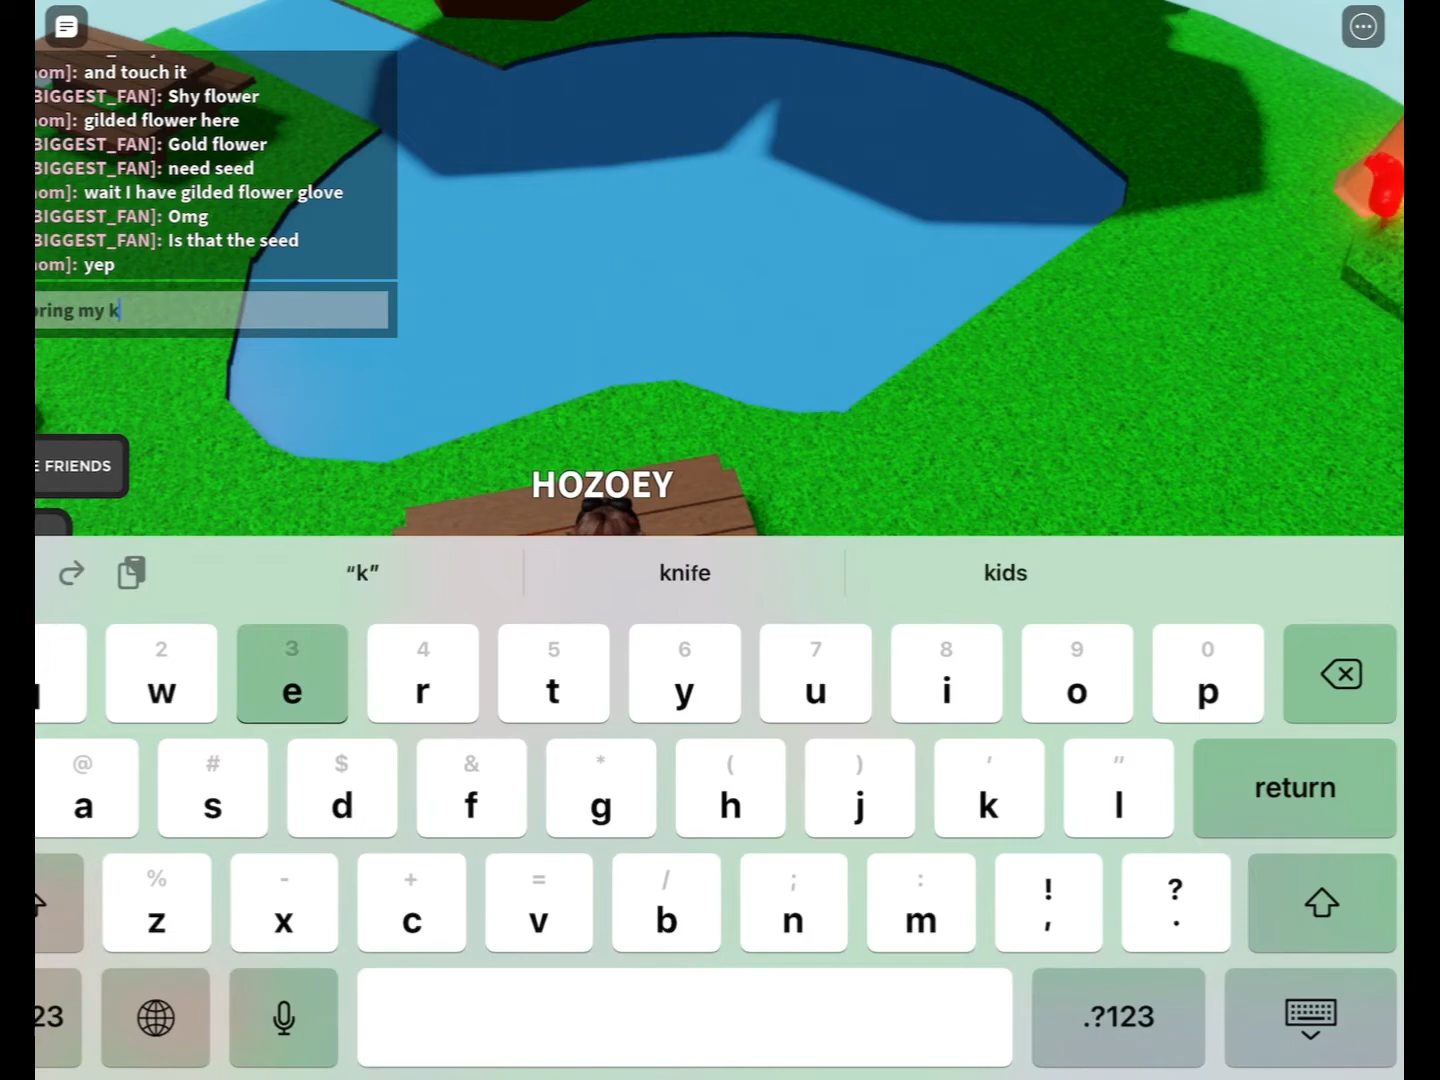 om]: and touch it
BIGGEST_FAN]: Shy flower
om]: gilded flower here
BIGGEST_FAN]: Gold flower
BIGGEST_FAN]: need seed
om]: wait I have gilded flower glove
BIGGEST_FAN]: Omg
BIGGEST_FAN]: Is that the seed
om]: yep
bring my k
E FRIENDS
HOZOEY
“k” knife kids
2 3 4 5 6 7 8 9 0
q w e r t y u i o p
@ # $ & * ( ) ' "
a s d f g h j k l return
% - + = / ; : ! ?
z x c v b n m , .
23 .?123